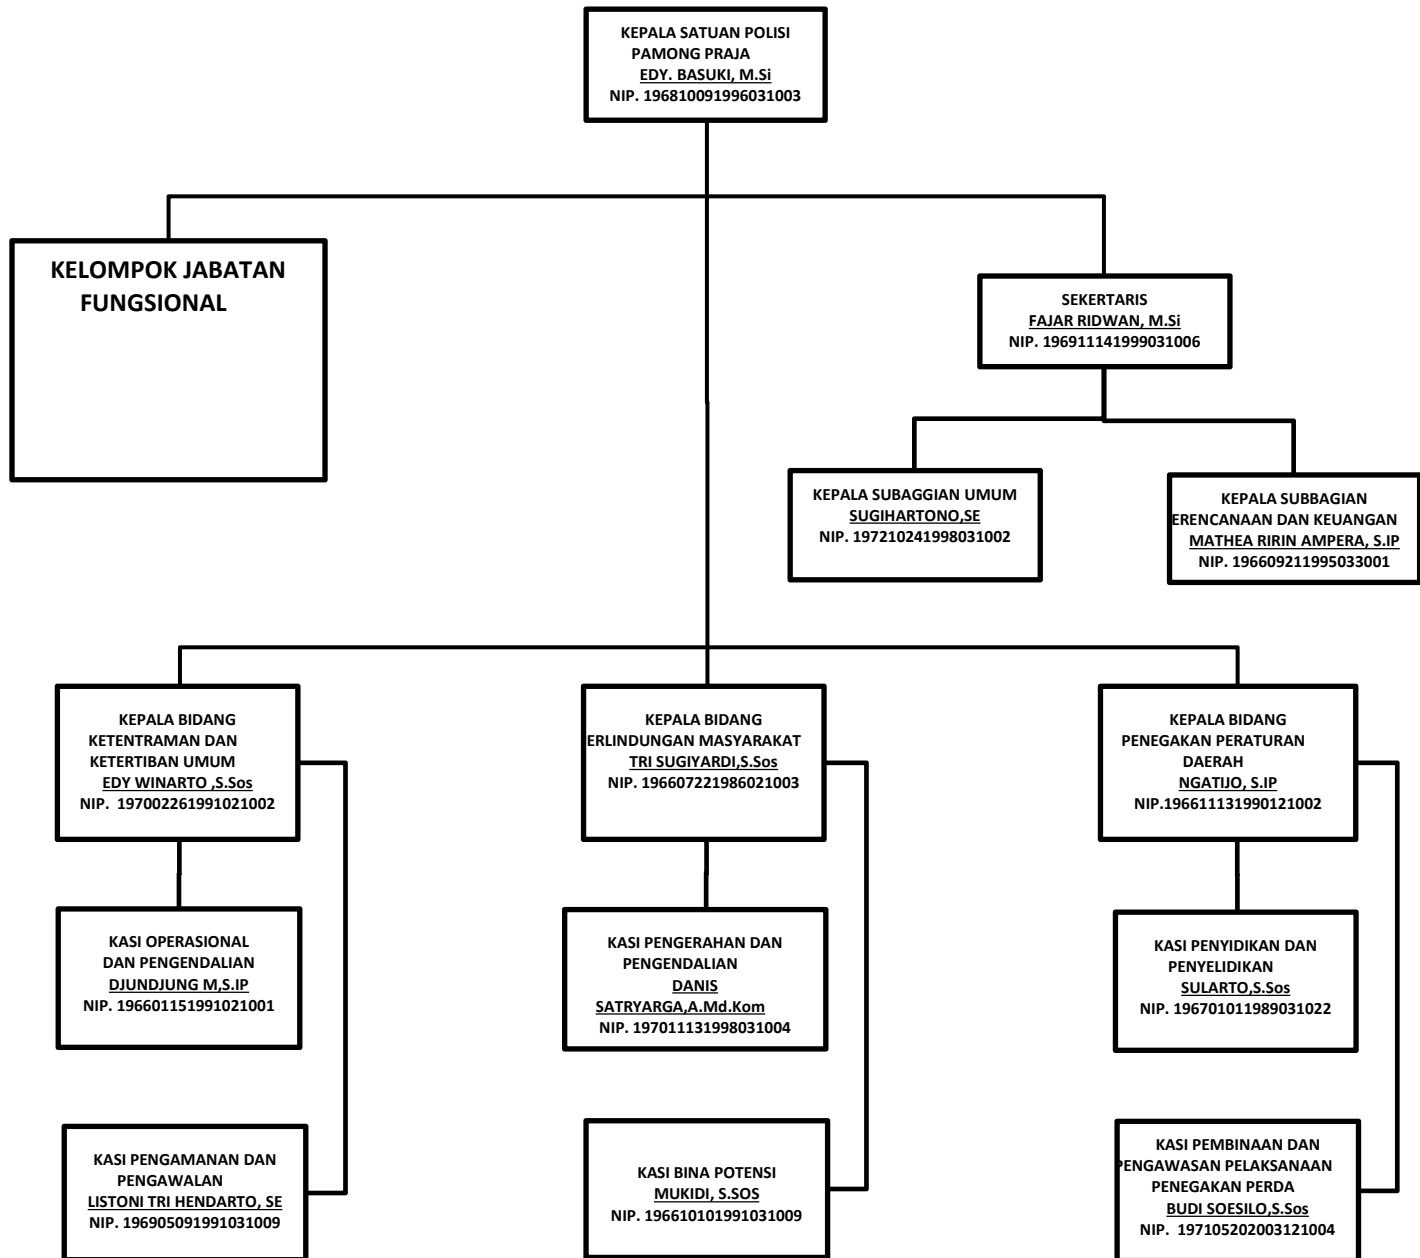 KEPALA SATUAN POLISI
PAMONG PRAJA
EDY. BASUKI, M.Si
NIP. 196810091996031003
KELOMPOK JABATAN
FUNGSIONAL
SEKERTARIS
FAJAR RIDWAN, M.Si
NIP. 196911141999031006
KEPALA SUBAGGIAN UMUM
SUGIHARTONO,SE
NIP. 197210241998031002
KEPALA SUBBAGIAN
ERENCANAAN DAN KEUANGAN
MATHEA RIRIN AMPERA, S.IP
NIP. 196609211995033001
KEPALA BIDANG
KETENTRAMAN DAN
KETERTIBAN UMUM
EDY WINARTO ,S.Sos
NIP. 197002261991021002
KEPALA BIDANG
ERLINDUNGAN MASYARAKAT
TRI SUGIYARDI,S.Sos
NIP. 196607221986021003
KEPALA BIDANG
PENEGAKAN PERATURAN
DAERAH
NGATIJO, S.IP
NIP.196611131990121002
KASI OPERASIONAL
DAN PENGENDALIAN
DJUNDJUNG M,S.IP
NIP. 196601151991021001
KASI PENGERAHAN DAN
PENGENDALIAN
DANIS
SATRYARGA,A.Md.Kom
NIP. 197011131998031004
KASI PENYIDIKAN DAN
PENYELIDIKAN
SULARTO,S.Sos
NIP. 196701011989031022
KASI PENGAMANAN DAN
PENGAWALAN
LISTONI TRI HENDARTO, SE
NIP. 196905091991031009
KASI BINA POTENSI
MUKIDI, S.SOS
NIP. 196610101991031009
KASI PEMBINAAN DAN
PENGAWASAN PELAKSANAAN
PENEGAKAN PERDA
BUDI SOESILO,S.Sos
NIP. 197105202003121004